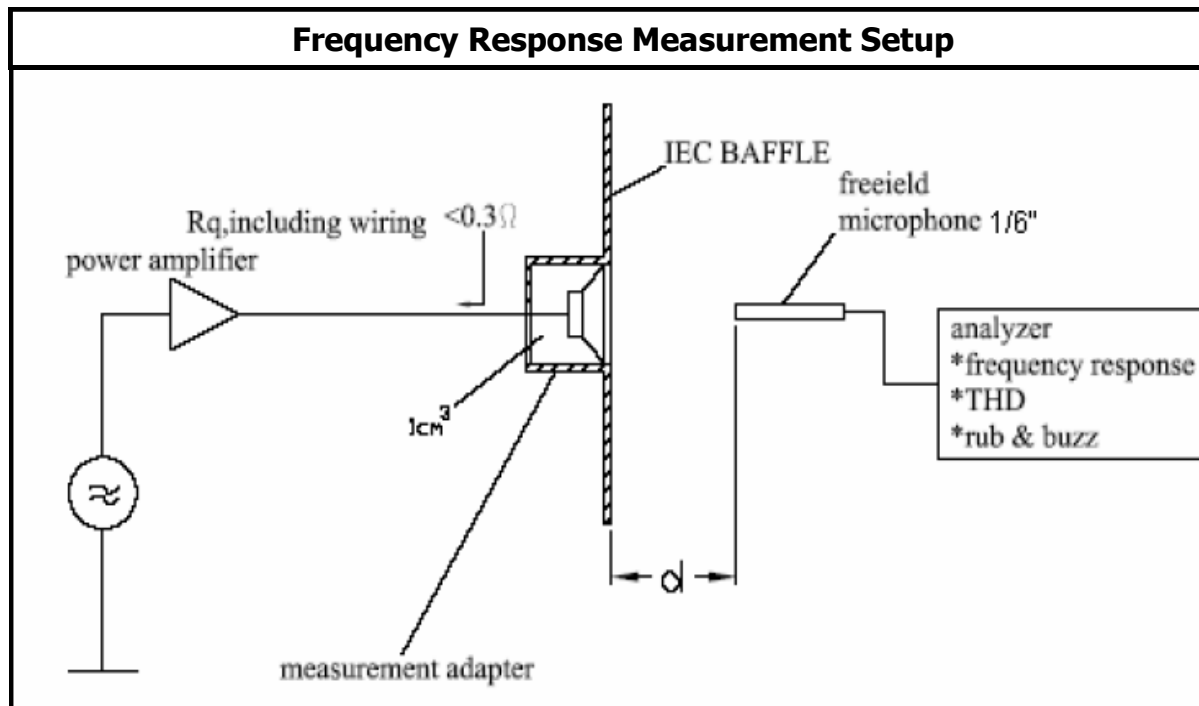 Frequency Response Measurement Setup
IEC BAFFLE
freeield
microphone 1/6"
Rq,including wiring <0.3Ω
power amplifier
analyzer
*frequency response
*THD
*rub & buzz
1cm³
d
measurement adapter